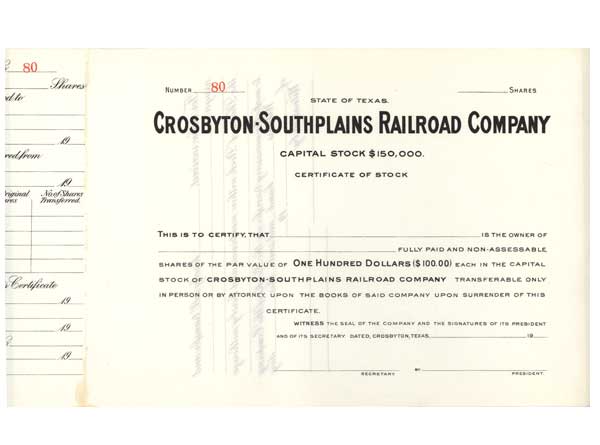 80
Shares
19
red from
19
Original No. of Shares
Transferred.
Certificate
19
19
19
NUMBER 80 SHARES
STATE OF TEXAS.
CROSBYTON-SOUTHPLAINS RAILROAD COMPANY
CAPITAL STOCK $150,000.
CERTIFICATE OF STOCK
THIS IS TO CERTIFY, THAT IS THE OWNER OF
FULLY PAID AND NON-ASSESSABLE
SHARES OF THE PAR VALUE OF ONE HUNDRED DOLLARS ($100.00) EACH IN THE CAPITAL
STOCK OF CROSBYTON-SOUTHPLAINS RAILROAD COMPANY TRANSFERABLE ONLY
IN PERSON OR BY ATTORNEY UPON THE BOOKS OF SAID COMPANY UPON SURRENDER OF THIS
CERTIFICATE.
WITNESS THE SEAL OF THE COMPANY AND THE SIGNATURES OF ITS PRESIDENT
AND OF ITS SECRETARY. DATED, CROSBYTON, TEXAS 19
BY
SECRETARY PRESIDENT.